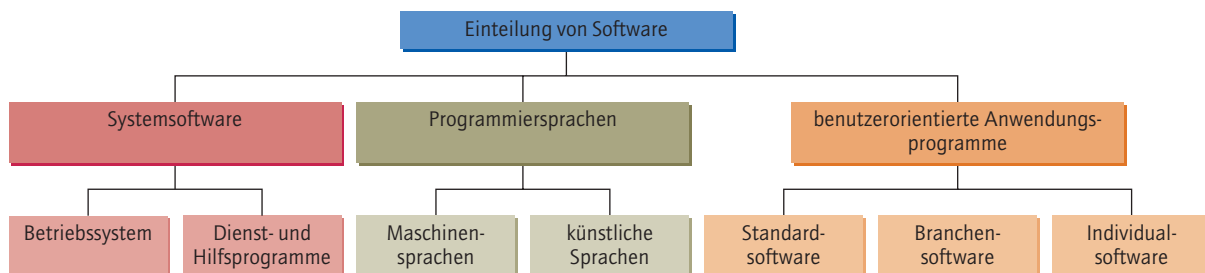 Einteilung von Software
Systemsoftware
Programmiersprachen
benutzerorientierte Anwendungs-
programme
Betriebssystem
Dienst- und
Hilfsprogramme
Maschinen-
sprachen
künstliche
Sprachen
Standard-
software
Branchen-
software
Individual-
software